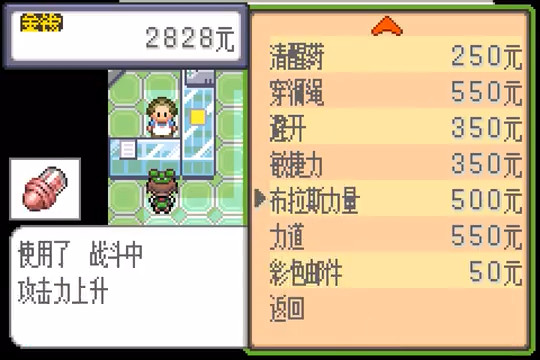 金钱
2828元
清醒药 250元
穿洞绳 550元
避开 350元
敏捷力 350元
布拉斯力量 500元
力道 550元
彩色邮件 50元
返回
使用了 战斗中
攻击力上升